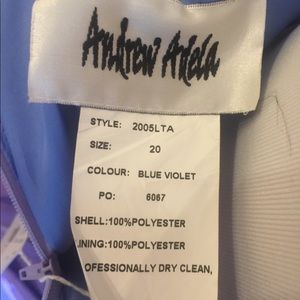 Andrew Adela
STYLE: 2005LTA
SIZE: 20
COLOUR: BLUE VIOLET
PO: 6067
SHELL:100%POLYESTER
LINING:100%POLYESTER
OFESSIONALLY DRY CLEAN,